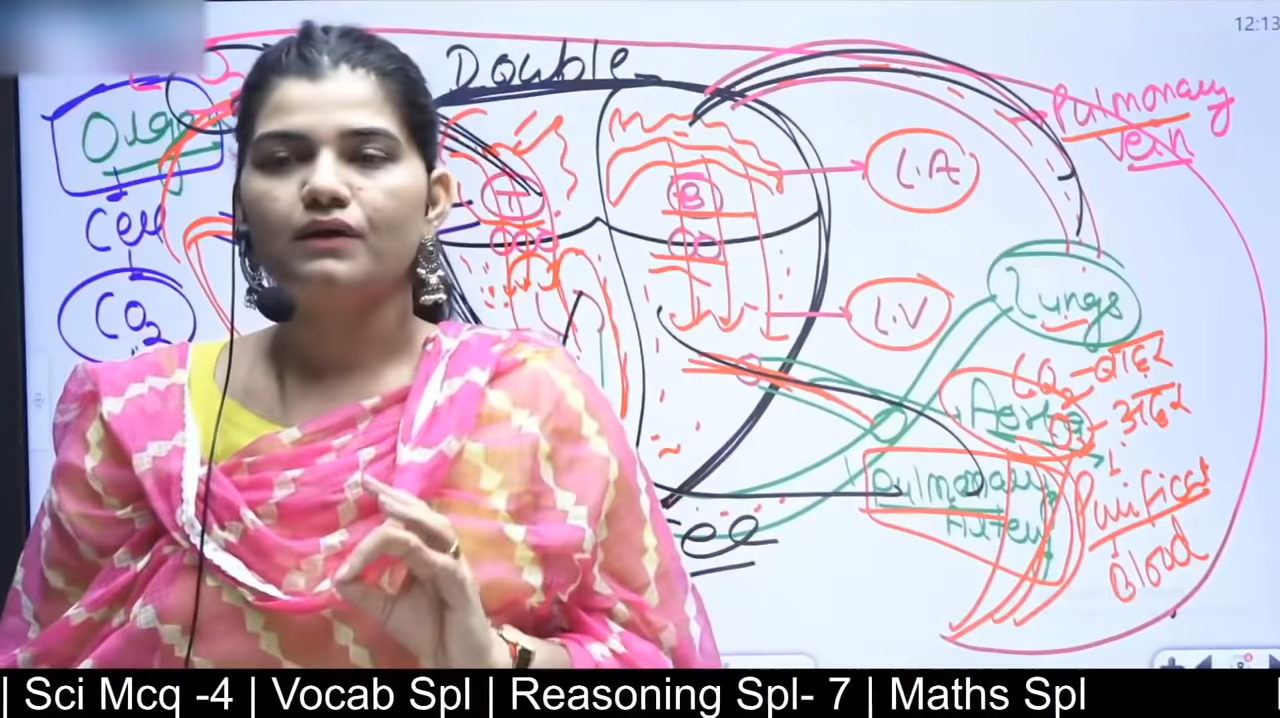 12:13
Double
Organ
Cell
CO2
T
B
L.A
L.V
Pulmonary
Vein
Lungs
CO2 - बाहर
O2 - अंदर
Aorta
Pulmonary
Artery
Purificat
Blood
| Sci Mcq -4 | Vocab Spl | Reasoning Spl- 7 | Maths Spl